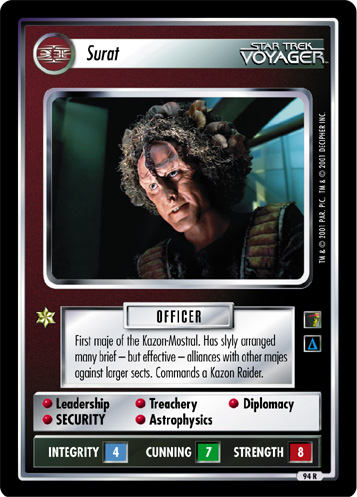 Surat
STAR TREK
VOYAGER
TM & © 2001 PAR. PIC. TM & © 2001 DECIPHER INC.
OFFICER
First maje of the Kazon-Mostral. Has slyly arranged
many brief – but effective – alliances with other majes
against larger sects. Commands a Kazon Raider.
Leadership Treachery Diplomacy
SECURITY Astrophysics
INTEGRITY 4 CUNNING 7 STRENGTH 8
94 R